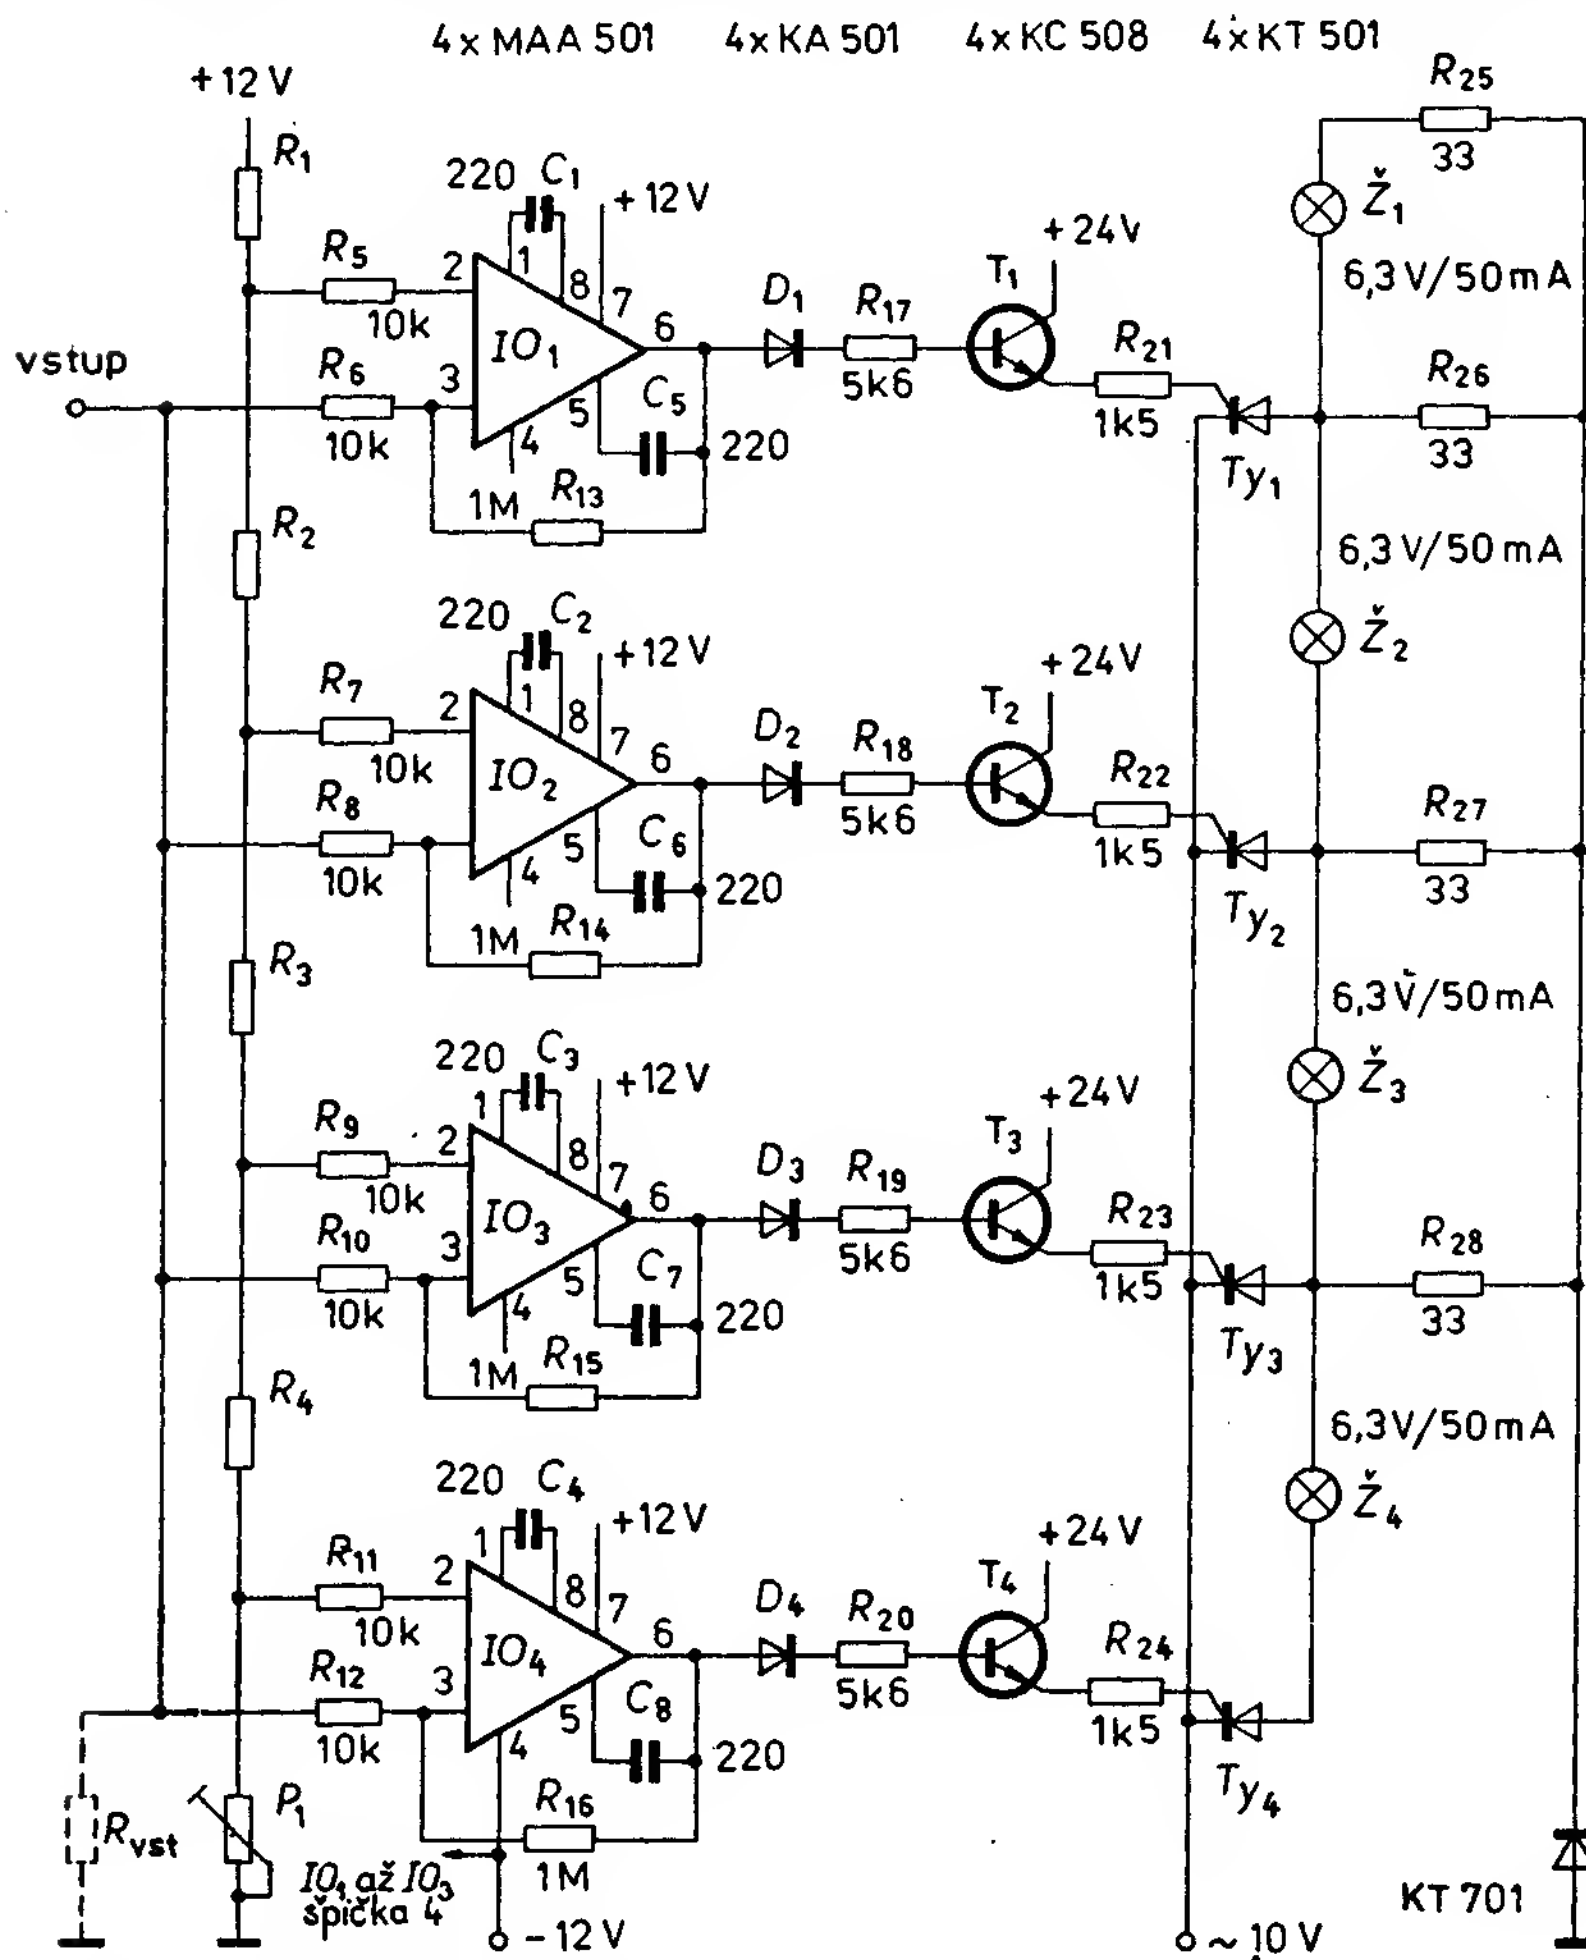 4x MAA 501 4x KA 501 4x KC 508 4x KT 501
+12 V
R25
R1
220 C1
+12 V
33
Ž1
+24V
R5
2
1
8
7
D1
R17
T1
6,3 V/50 mA
10k
IO1
6
R21
vstup
R6
3
5k6
R26
10k
5
C5
1k5
33
4
220
Ty1
1M R13
R2
6,3 V/50 mA
220 C2
+12 V
Ž2
+24V
R7
2
1
8
7
D2
R18
T2
10k
IO2
6
R22
R8
5k6
R27
10k
5
C6
1k5
33
4
220
Ty2
1M R14
R3
6,3 V/50 mA
220 C3
+12 V
Ž3
+24V
R9
1
2
8
7
D3
R19
T3
10k
IO3
6
R23
R10
3
5k6
R28
10k
5
C7
1k5
33
4
220
Ty3
1M R15
R4
6,3 V/50 mA
220 C4
+12 V
Ž4
+24 V
R11
1
2
8
7
D4
R20
T4
10k
IO4
6
R24
R12
3
5k6
10k
5
C8
1k5
4
220
Ty4
P1
R16
Rvst
1M
IO1 až IO3
špička 4
KT 701
- 12 V
~ 10 V